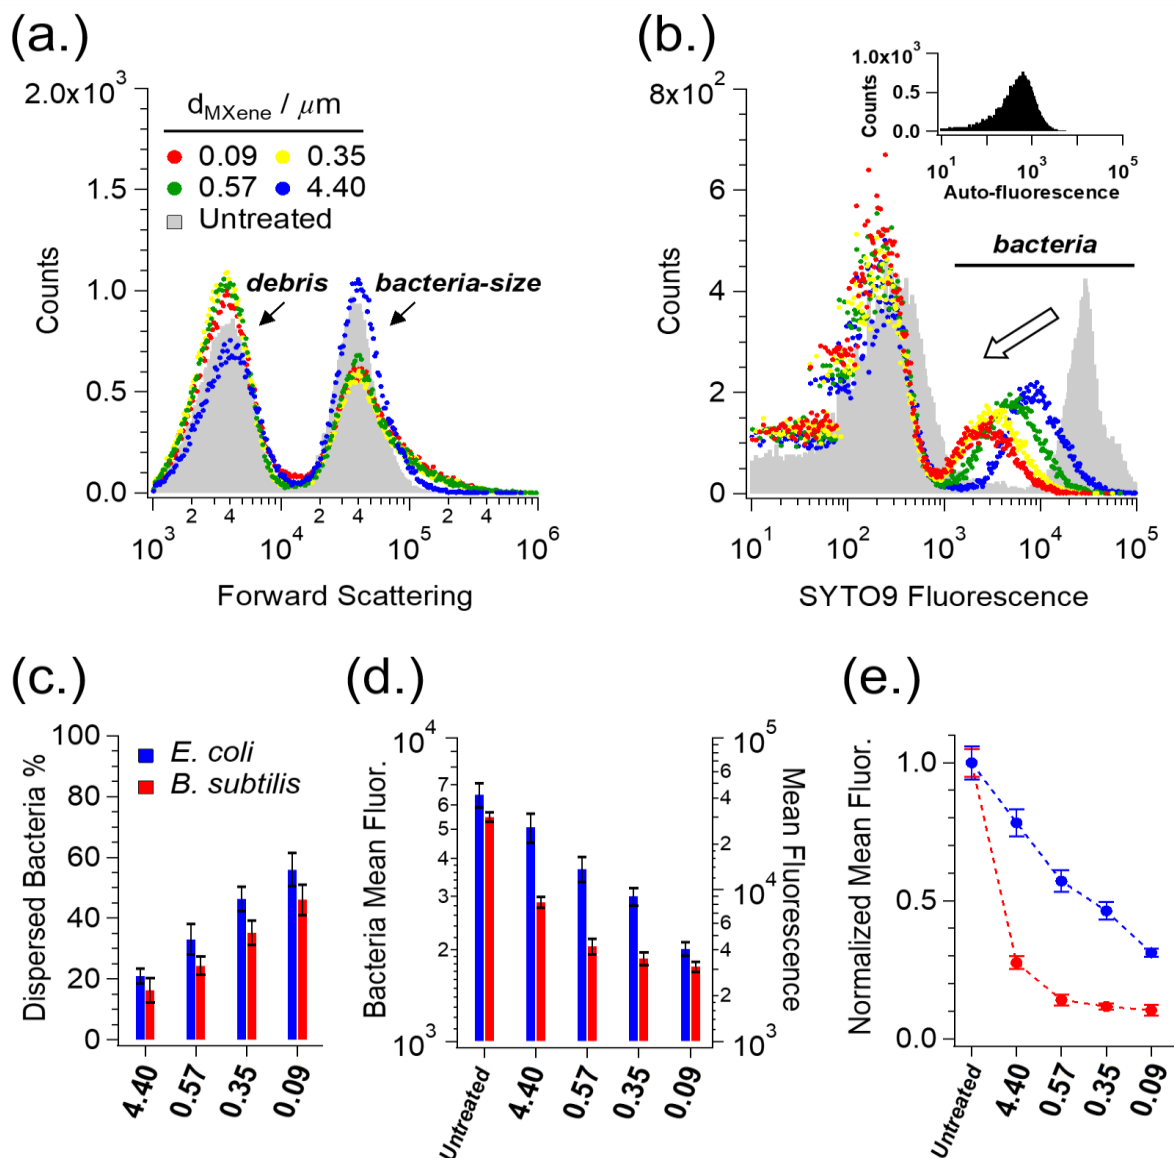 (a.)
2.0x10³
1.5
1.0
0.5
0.0
Counts
d_MXene / μm
0.09
0.35
0.57
4.40
Untreated
debris
bacteria-size
2 4 2 4 2 4
10³ 10⁴ 10⁵ 10⁶
Forward Scattering
(b.)
8x10²
6
4
2
0
Counts
1.0x10³
0.5
0.0
Counts
10¹ 10³ 10⁵
Auto-fluorescence
bacteria
10¹ 10² 10³ 10⁴ 10⁵
SYTO9 Fluorescence
(c.)
100
80
60
40
20
0
Dispersed Bacteria %
E. coli
B. subtilis
4.40 0.57 0.35 0.09
(d.)
10⁴
7
6
5
4
3
2
10³
Bacteria Mean Fluor.
10⁵
4
2
10⁴
4
2
10³
Mean Fluorescence
Untreated 4.40 0.57 0.35 0.09
(e.)
1.0
0.5
0.0
Normalized Mean Fluor.
Untreated 4.40 0.57 0.35 0.09